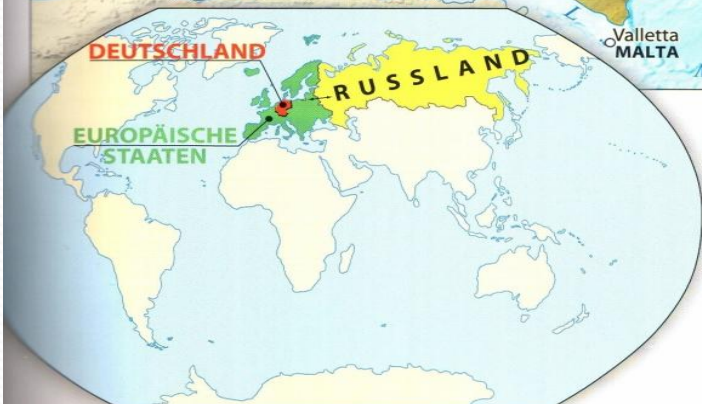 Valletta
MALTA
DEUTSCHLAND
RUSSLAND
EUROPÄISCHE
STAATEN